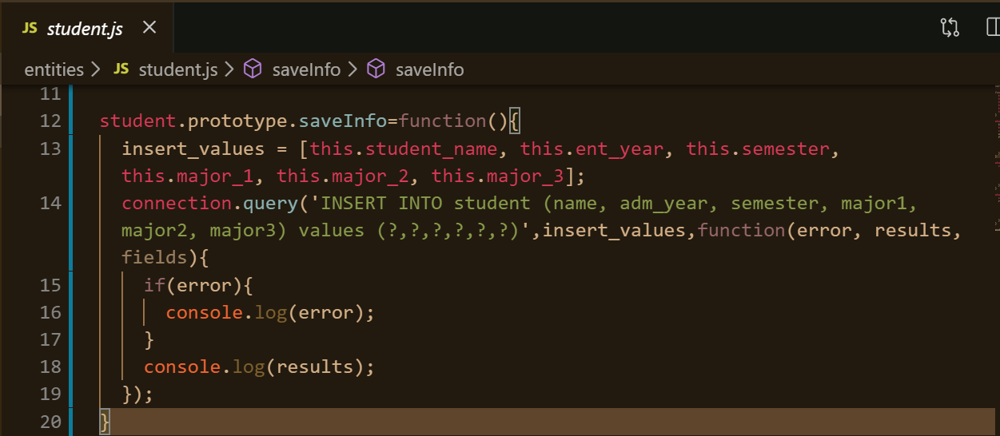 JS student.js
entities > JS student.js > saveInfo > saveInfo
11
12 student.prototype.saveInfo=function(){
13 insert_values = [this.student_name, this.ent_year, this.semester,
this.major_1, this.major_2, this.major_3];
14 connection.query('INSERT INTO student (name, adm_year, semester, major1,
major2, major3) values (?,?,?,?,?,?)',insert_values,function(error, results,
fields){
15 if(error){
16 console.log(error);
17 }
18 console.log(results);
19 });
20 }